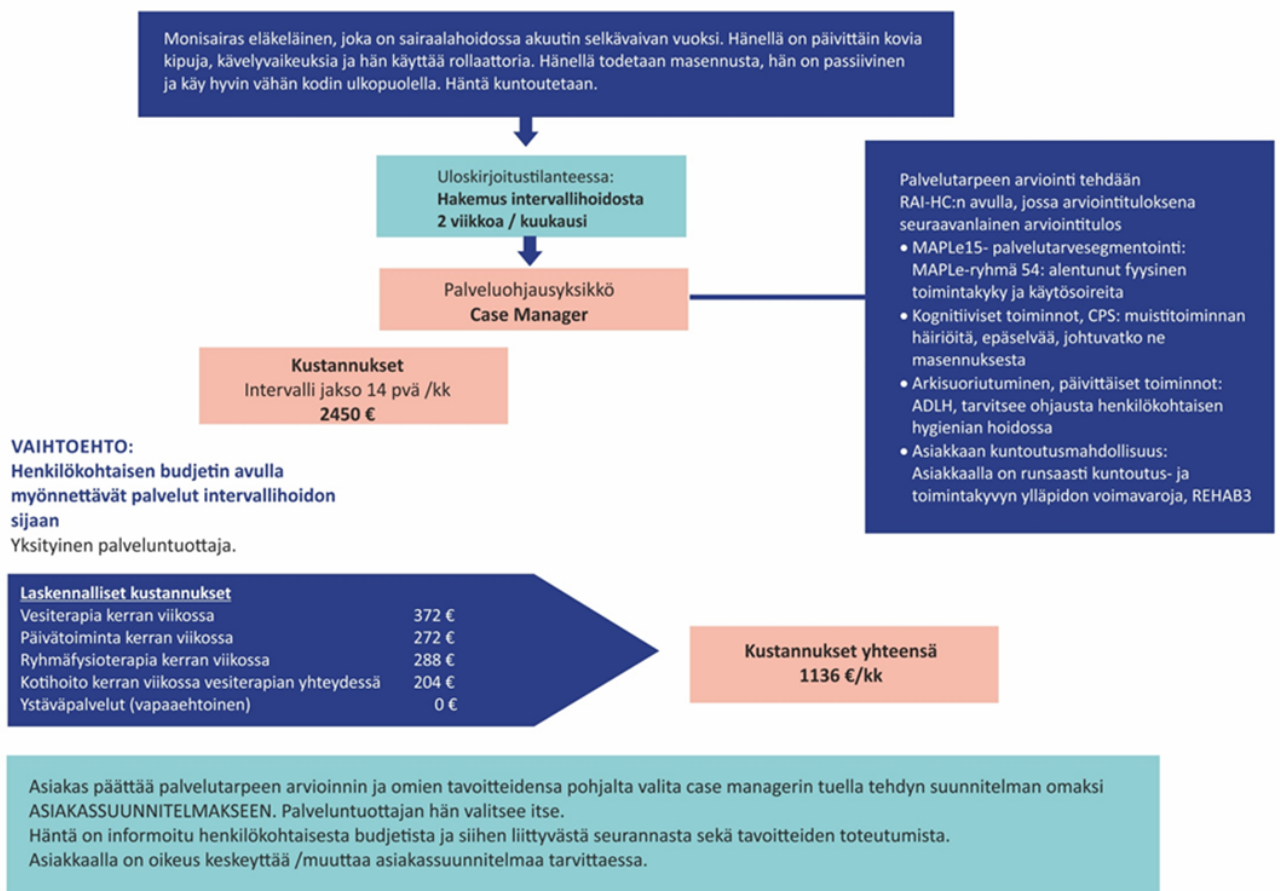 Monisairas eläkeläinen, joka on sairaalahoidossa akuutin selkävaivan vuoksi. Hänellä on päivittäin kovia
kipuja, kävelyvaikeuksia ja hän käyttää rollaattoria. Hänellä todetaan masennusta, hän on passiivinen
ja käy hyvin vähän kodin ulkopuolella. Häntä kuntoutetaan.
Uloskirjoitustilanteessa:
Hakemus intervallihoidosta
2 viikkoa / kuukausi
Palveluohjausyksikkö
Case Manager
Palvelutarpeen arviointi tehdään
RAI-HC:n avulla, jossa arviointituloksena
seuraavanlainen arviointitulos
• MAPLe15- palvelutarvesegmentointi:
MAPLe-ryhmä 54: alentunut fyysinen
toimintakyky ja käytösoireita
• Kognitiiviset toiminnot, CPS: muistitoiminnan
häiriöitä, epäselvää, johtuvatko ne
masennuksesta
• Arkisuoriutuminen, päivittäiset toiminnot:
ADLH, tarvitsee ohjausta henkilökohtaisen
hygienian hoidossa
• Asiakkaan kuntoutusmahdollisuus:
Asiakkaalla on runsaasti kuntoutus- ja
toimintakyvyn ylläpidon voimavaroja, REHAB3
Kustannukset
Intervalli jakso 14 pvä /kk
2450 €
VAIHTOEHTO:
Henkilökohtaisen budjetin avulla
myönnettävät palvelut intervallihoidon
sijaan
Yksityinen palveluntuottaja.
Laskennalliset kustannukset
Vesiterapia kerran viikossa 372 €
Päivätoiminta kerran viikossa 272 €
Ryhmäfysioterapia kerran viikossa 288 €
Kotihoito kerran viikossa vesiterapian yhteydessä 204 €
Ystäväpalvelut (vapaaehtoinen) 0 €
Kustannukset yhteensä
1136 €/kk
Asiakas päättää palvelutarpeen arvioinnin ja omien tavoitteidensa pohjalta valita case managerin tuella tehdyn suunnitelman omaksi
ASIAKASSUUNNITELMAKSEEN. Palveluntuottajan hän valitsee itse.
Häntä on informoitu henkilökohtaisesta budjetista ja siihen liittyvästä seurannasta sekä tavoitteiden toteutumista.
Asiakkaalla on oikeus keskeyttää /muuttaa asiakassuunnitelmaa tarvittaessa.